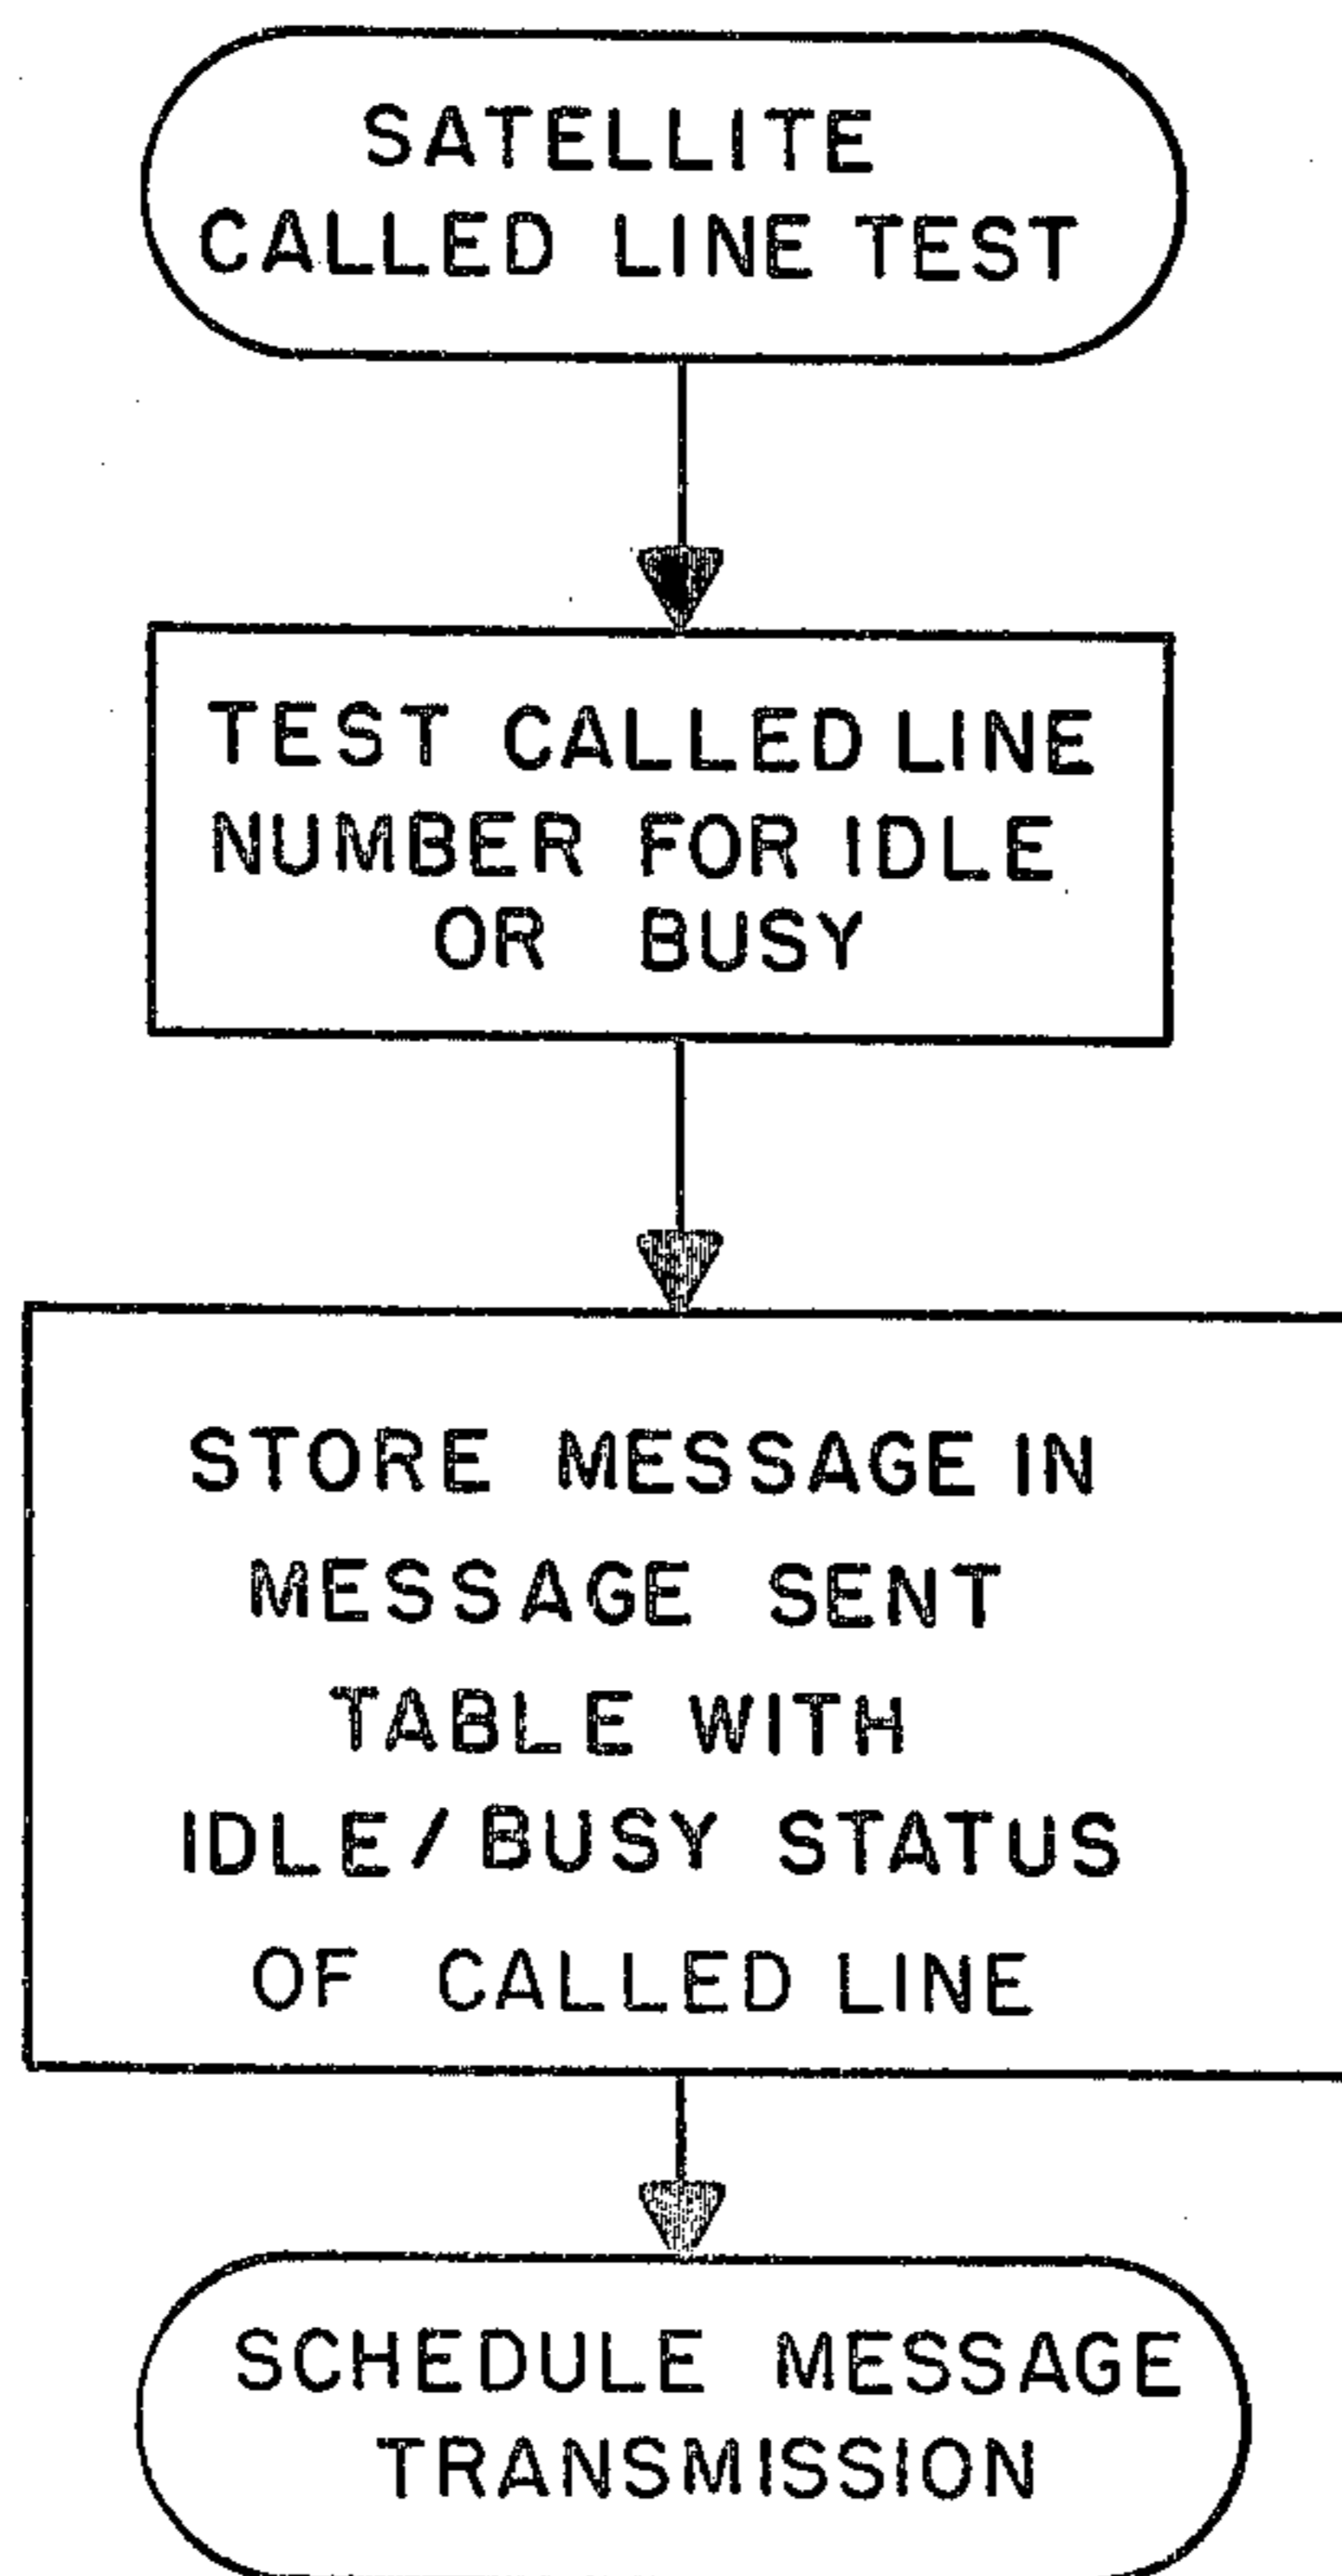 SATELLITE
CALLED LINE TEST
TEST CALLED LINE
NUMBER FOR IDLE
OR BUSY
STORE MESSAGE IN
MESSAGE SENT
TABLE WITH
IDLE/BUSY STATUS
OF CALLED LINE
SCHEDULE MESSAGE
TRANSMISSION